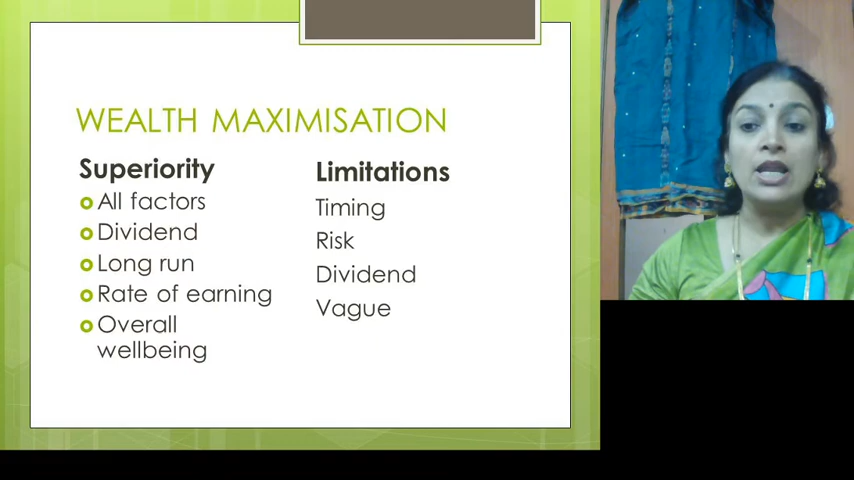 WEALTH MAXIMISATION
Superiority
All factors
Dividend
Long run
Rate of earning
Overall
wellbeing
Limitations
Timing
Risk
Dividend
Vague